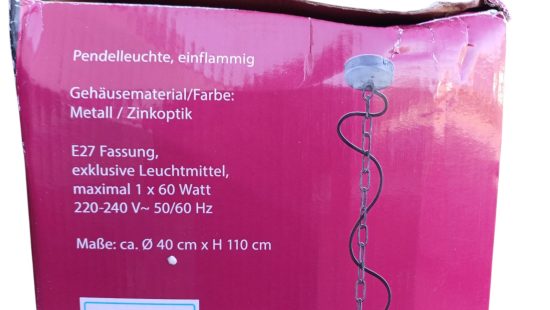 Pendelleuchte, einflammig
Gehäusematerial/Farbe:
Metall / Zinkoptik
E27 Fassung,
exklusive Leuchtmittel,
maximal 1 x 60 Watt
220-240 V~ 50/60 Hz
Maße: ca. Ø 40 cm x H 110 cm